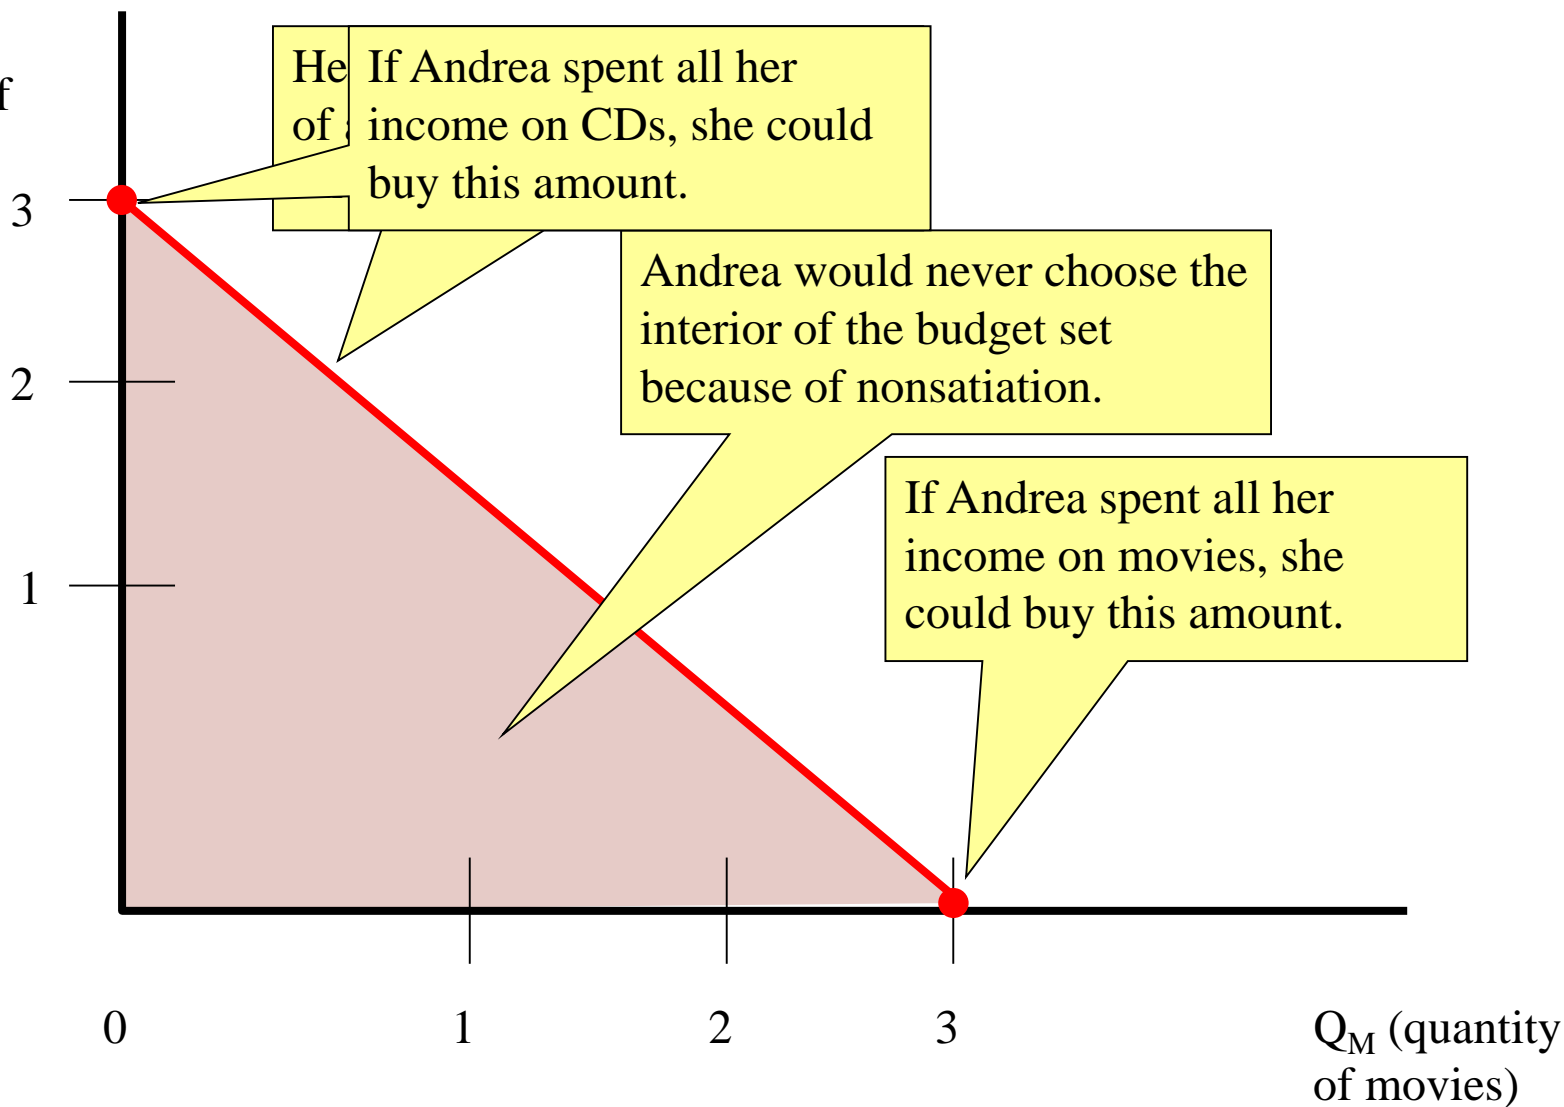 f
He
of
If Andrea spent all her
income on CDs, she could
buy this amount.
3
Andrea would never choose the
interior of the budget set
because of nonsatiation.
2
If Andrea spent all her
income on movies, she
could buy this amount.
1
0 1 2 3
Q_M (quantity
of movies)